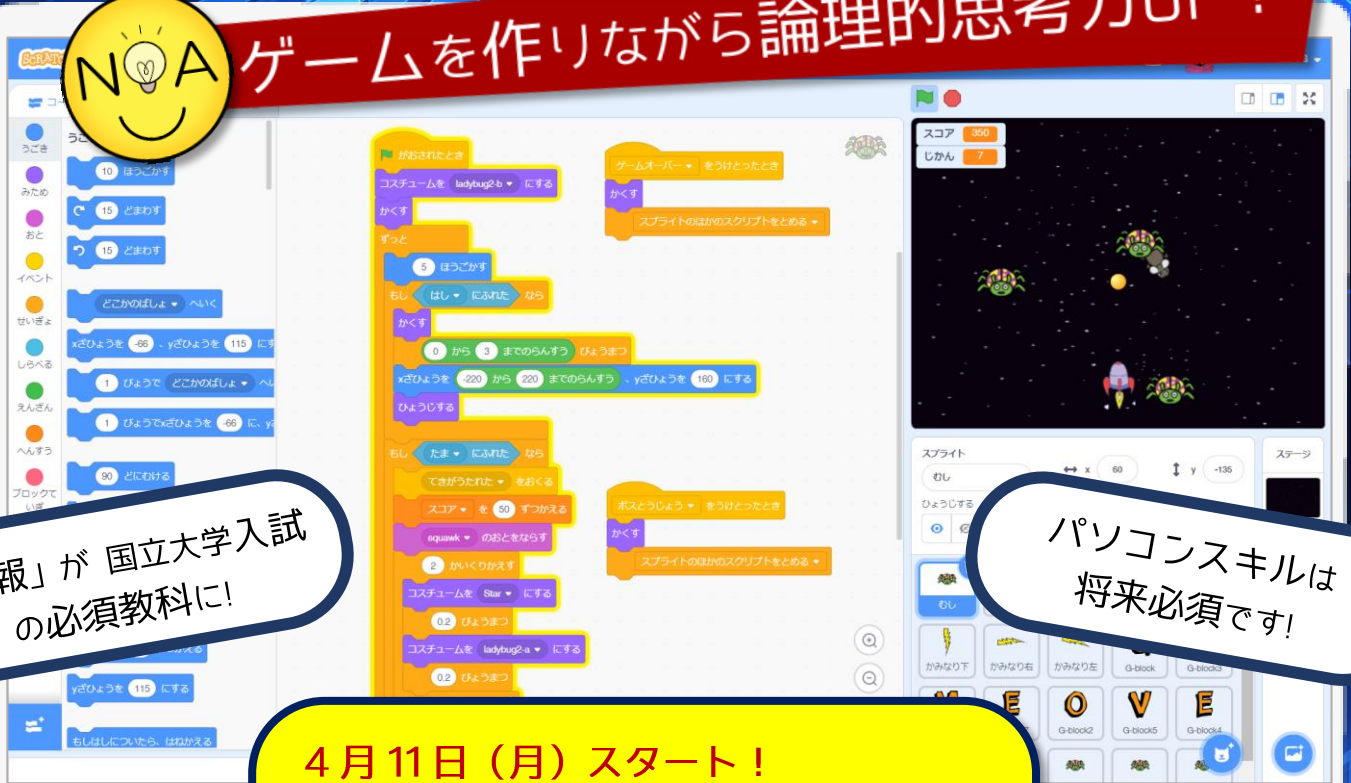 NOA
ゲームを作りながら論理的思考力UP！
SCRATCH
うごき
みため
おと
イベント
せいぎょ
しらべる
えんざん
へんすう
ブロックて
いぎ
10 ほうごかす
15 どまわす
15 どまわす
どこかのばしょ へいく
xざひょうを -66 、yざひょうを 115 にす
1 びょうで どこかのばしょ へ
1 びょうでxざひょうを -66 に、y
90 どにむける
yざひょうを 115 にする
もしはしについたら、はねかえる
がおされたとき
コスチュームを ladybug2-b にする
かくす
ずっと
5 ほうごかす
もし はし にふれた なら
かくす
0 から 3 までのらんすう びょうまつ
xざひょうを -220 から 220 までのらんすう 、yざひょうを 160 にする
ひょうじする
もし たま にふれた なら
てきがうたれた をおくる
スコア を 50 ずつかえる
squawk のおとをならす
2 かいくりかえす
コスチュームを Star にする
0.2 びょうまつ
コスチュームを ladybug2-a にする
0.2 びょうまつ
ゲームオーバー をうけとったとき
かくす
スプライトのほかのスクリプトをとめる
ボスとうじょう をうけとったとき
かくす
スプライトのほかのスクリプトをとめる
スコア 350
じかん 7
スプライト
むし
x 60
y -135
ステージ
ひょうじする
むし
かみなり下
かみなり右
かみなり左
G-block
G-block3
E
O
V
E
G-block2
G-block5
G-block4
報」が 国立大学入試
の必須教科に!
パソコンスキルは
将来必須です!
4月11日（月）スタート！